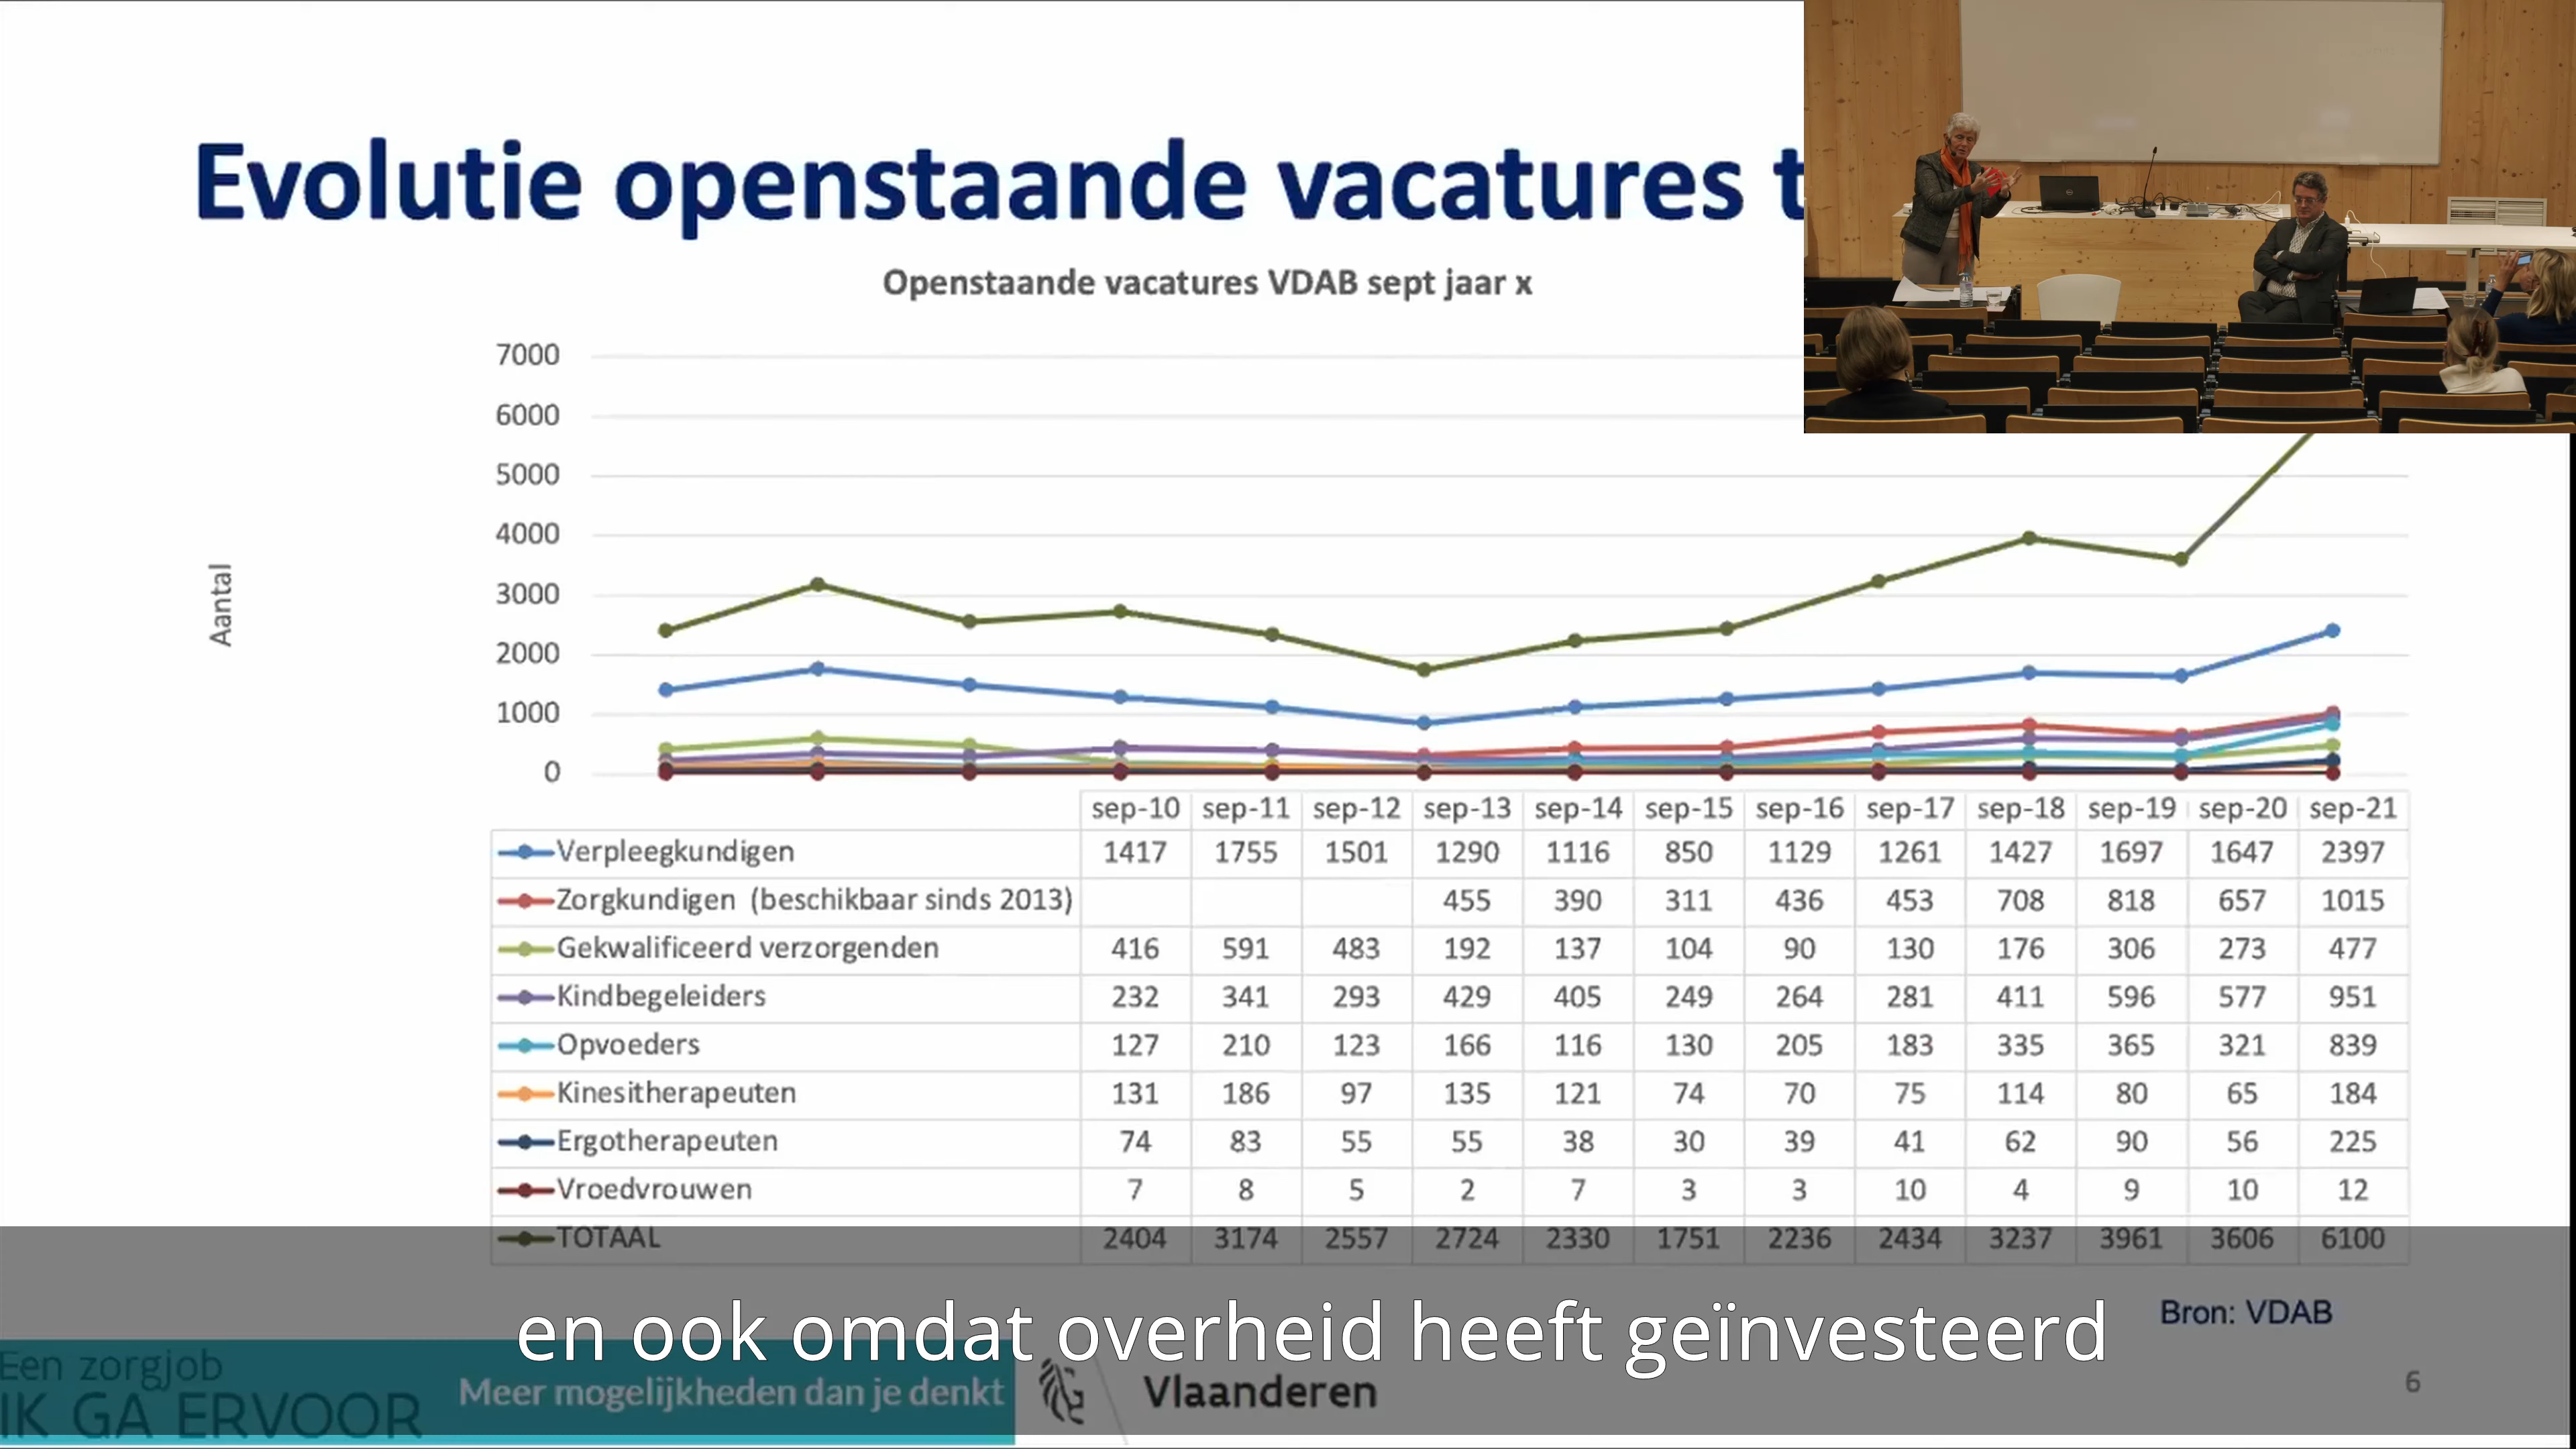 Evolutie openstaande vacatures t
Openstaande vacatures VDAB sept jaar x
7000
6000
5000
4000
3000
2000
1000
0
Aantal
sep-10 sep-11 sep-12 sep-13 sep-14 sep-15 sep-16 sep-17 sep-18 sep-19 sep-20 sep-21
Verpleegkundigen 1417 1755 1501 1290 1116 850 1129 1261 1427 1697 1647 2397
Zorgkundigen (beschikbaar sinds 2013) 455 390 311 436 453 708 818 657 1015
Gekwalificeerd verzorgenden 416 591 483 192 137 104 90 130 176 306 273 477
Kindbegeleiders 232 341 293 429 405 249 264 281 411 596 577 951
Opvoeders 127 210 123 166 116 130 205 183 335 365 321 839
Kinesitherapeuten 131 186 97 135 121 74 70 75 114 80 65 184
Ergotherapeuten 74 83 55 55 38 30 39 41 62 90 56 225
Vroedvrouwen 7 8 5 2 7 3 3 10 4 9 10 12
TOTAAL 2404 3174 2557 2724 2330 1751 2236 2434 3237 3961 3606 6100
Bron: VDAB
en ook omdat overheid heeft geïnvesteerd
Een zorgjob
IK GA ERVOOR
Meer mogelijkheden dan je denkt
Vlaanderen
6